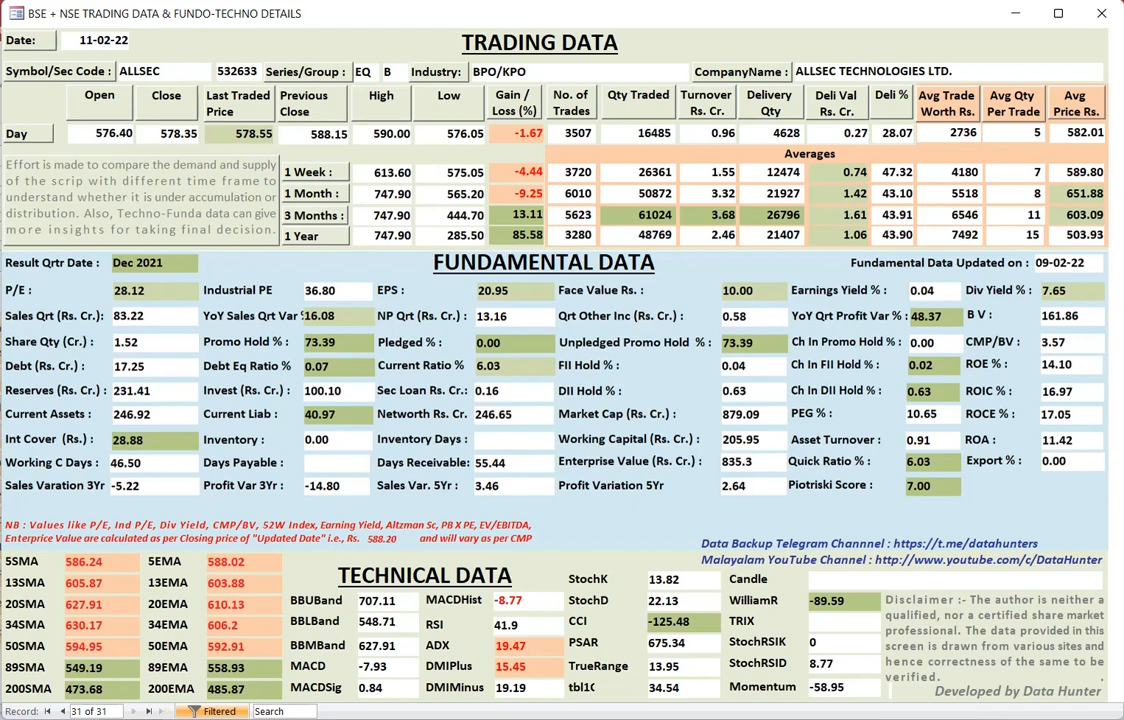 BSE + NSE TRADING DATA & FUNDO-TECHNO DETAILS
Date: 11-02-22
TRADING DATA
Symbol/Sec Code : ALLSEC 532633 Series/Group : EQ B Industry: BPO/KPO CompanyName : ALLSEC TECHNOLOGIES LTD.
Open Close Last Traded Price Previous Close High Low Gain / Loss (%) No. of Trades Qty Traded Turnover Rs. Cr. Delivery Qty Deli Val Rs. Cr. Deli % Avg Trade Worth Rs. Avg Qty Per Trade Avg Price Rs.
Day 576.40 578.35 578.55 588.15 590.00 576.05 -1.67 3507 16485 0.96 4628 0.27 28.07 2736 5 582.01
Averages
Effort is made to compare the demand and supply
of the scrip with different time frame to
understand whether it is under accumulation or
distribution. Also, Techno-Funda data can give
more insights for taking final decision.
1 Week : 613.60 575.05 -4.44 3720 26361 1.55 12474 0.74 47.32 4180 7 589.80
1 Month : 747.90 565.20 -9.25 6010 50872 3.32 21927 1.42 43.10 5518 8 651.88
3 Months : 747.90 444.70 13.11 5623 61024 3.68 26796 1.61 43.91 6546 11 603.09
1 Year 747.90 285.50 85.58 3280 48769 2.46 21407 1.06 43.90 7492 15 503.93
Result Qrtr Date : Dec 2021 FUNDAMENTAL DATA Fundamental Data Updated on : 09-02-22
P/E : 28.12 Industrial PE 36.80 EPS : 20.95 Face Value Rs. : 10.00 Earnings Yield % : 0.04 Div Yield % : 7.65
Sales Qrt (Rs. Cr.): 83.22 YoY Sales Qrt Var % 16.08 NP Qrt (Rs. Cr.) : 13.16 Qrt Other Inc (Rs. Cr.) : 0.58 YoY Qrt Profit Var % : 48.37 B V : 161.86
Share Qty (Cr.) : 1.52 Promo Hold % : 73.39 Pledged % : 0.00 Unpledged Promo Hold % : 73.39 Ch In Promo Hold % : 0.00 CMP/BV : 3.57
Debt (Rs. Cr.) : 17.25 Debt Eq Ratio % 0.07 Current Ratio % 6.03 FII Hold % : 0.04 Ch In FII Hold % : 0.02 ROE % : 14.10
Reserves (Rs. Cr.) : 231.41 Invest (Rs. Cr.) : 100.10 Sec Loan Rs. Cr. : 0.16 DII Hold % : 0.63 Ch In DII Hold % : 0.63 ROIC % : 16.97
Current Assets : 246.92 Current Liab : 40.97 Networth Rs. Cr. 246.65 Market Cap (Rs. Cr.) : 879.09 PEG % : 10.65 ROCE % : 17.05
Int Cover (Rs.) : 28.88 Inventory : 0.00 Inventory Days : Working Capital (Rs. Cr.) : 205.95 Asset Turnover : 0.91 ROA : 11.42
Working C Days : 46.50 Days Payable : Days Receivable: 55.44 Enterprise Value (Rs. Cr.) : 835.3 Quick Ratio % : 6.03 Export % : 0.00
Sales Varation 3Yr -5.22 Profit Var 3Yr : -14.80 Sales Var. 5Yr : 3.46 Profit Variation 5Yr 2.64 Piotriski Score : 7.00
NB : Values like P/E, Ind P/E, Div Yield, CMP/BV, 52W Index, Earning Yield, Altzman Sc, PB X PE, EV/EBITDA,
Enterprice Value are calculated as per Closing price of "Updated Date" i.e., Rs. 588.20 and will vary as per CMP
Data Backup Telegram Channnel : https://t.me/datahunters
Malayalam YouTube Channel : http://www.youtube.com/c/DataHunter
TECHNICAL DATA
5SMA 586.24 5EMA 588.02
13SMA 605.87 13EMA 603.88
20SMA 627.91 20EMA 610.13
34SMA 630.17 34EMA 606.2
50SMA 594.95 50EMA 592.91
89SMA 549.19 89EMA 558.93
200SMA 473.68 200EMA 485.87
BBUBand 707.11 MACDHist -8.77
BBLBand 548.71 RSI 41.9
BBMBand 627.91 ADX 19.47
MACD -7.93 DMIPlus 15.45
MACDSig 0.84 DMIMinus 19.19
StochK 13.82 Candle
StochD 22.13 WilliamR -89.59
CCI -125.48 TRIX
PSAR 675.34 StochRSIK 0
TrueRange 13.95 StochRSID 8.77
tbl1C 34.54 Momentum -58.95
Disclaimer :- The author is neither a
qualified, nor a certified share market
professional. The data provided in this
screen is drawn from various sites and
hence correctness of the same to be
verified. .
Developed by Data Hunter
Record: 31 of 31 Filtered Search